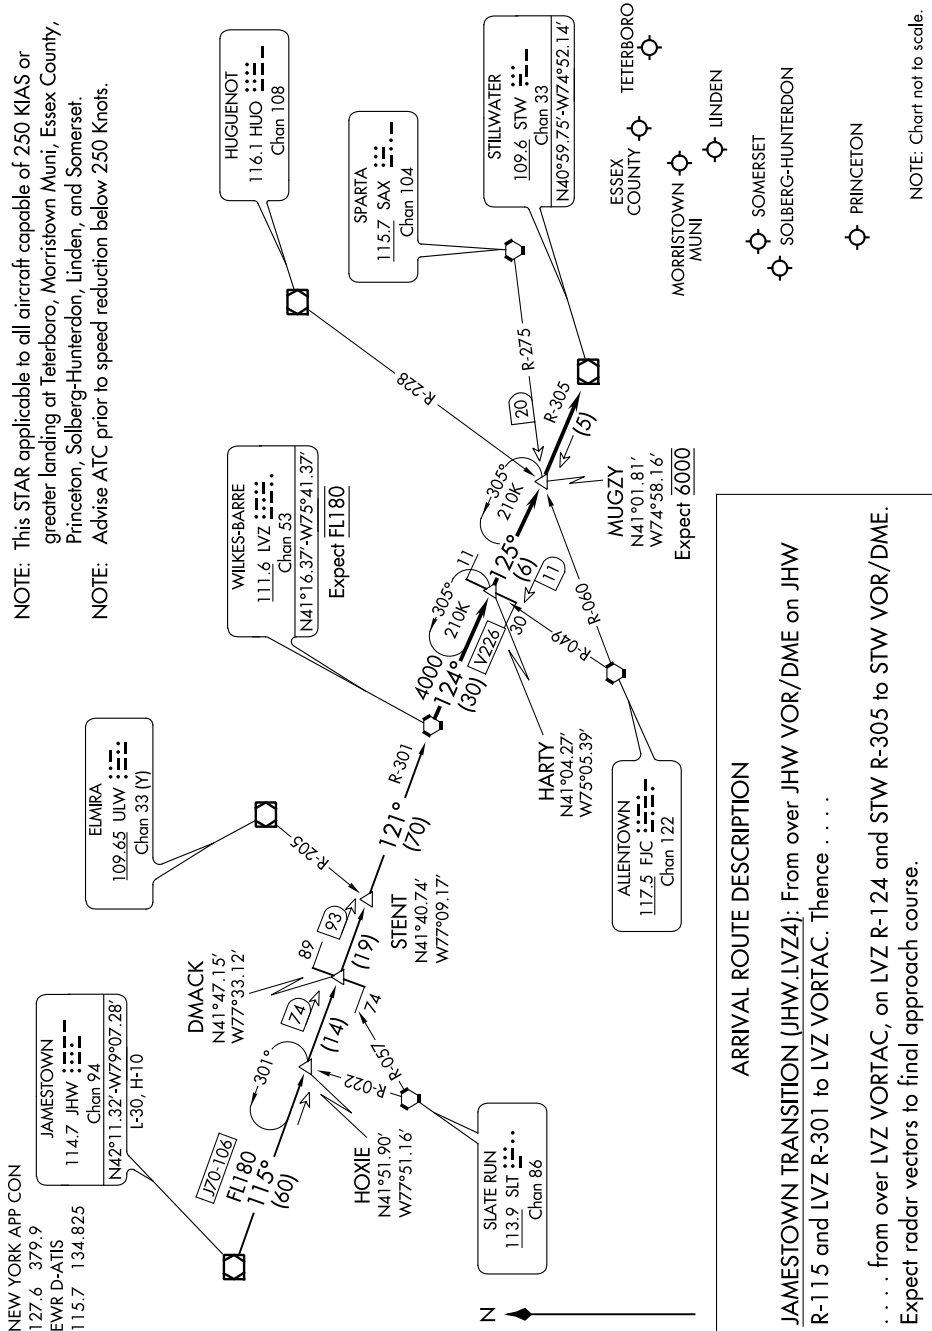 NEW YORK APP CON
127.6 379.9
EWR D-ATIS
115.7 134.825
NOTE: This STAR applicable to all aircraft capable of 250 KIAS or
greater landing at Teterboro, Morristown Muni, Essex County,
Princeton, Solberg-Hunterdon, Linden, and Somerset.
NOTE: Advise ATC prior to speed reduction below 250 Knots.
JAMESTOWN
114.7 JHW
Chan 94
N42°11.32'-W79°07.28'
L-30, H-10
ELMIRA
109.65 ULW
Chan 33 (Y)
WILKES-BARRE
111.6 LVZ
Chan 53
N41°16.37'-W75°41.37'
Expect FL180
HUGUENOT
116.1 HUO
Chan 108
SPARTA
115.7 SAX
Chan 104
STILLWATER
109.6 STW
Chan 33
N40°59.75'-W74°52.14'
J70-106
FL180
115°
(60)
301°
HOXIE
N41°51.90'
W77°51.16'
(14)
74
DMACK
N41°47.15'
W77°33.12'
89
93
(19)
74
R-022
R-057
SLATE RUN
113.9 SLT
Chan 86
R-205
STENT
N41°40.74'
W77°09.17'
121°
(70)
R-301
4000
124°
(30)
V226
305°
210K
11
30
HARTY
N41°04.27'
W75°05.39'
R-049
R-060
ALLENTOWN
117.5 FJC
Chan 122
125°
(6)
11
305°
210K
R-228
20
R-275
MUGZY
N41°01.81'
W74°58.16'
Expect 6000
R-305
(5)
ESSEX
COUNTY
TETERBORO
MORRISTOWN
MUNI
LINDEN
SOMERSET
SOLBERG-HUNTERDON
PRINCETON
NOTE: Chart not to scale.
N
ARRIVAL ROUTE DESCRIPTION
JAMESTOWN TRANSITION (JHW.LVZ4): From over JHW VOR/DME on JHW
R-115 and LVZ R-301 to LVZ VORTAC. Thence . . . .
. . . . from over LVZ VORTAC, on LVZ R-124 and STW R-305 to STW VOR/DME.
Expect radar vectors to final approach course.